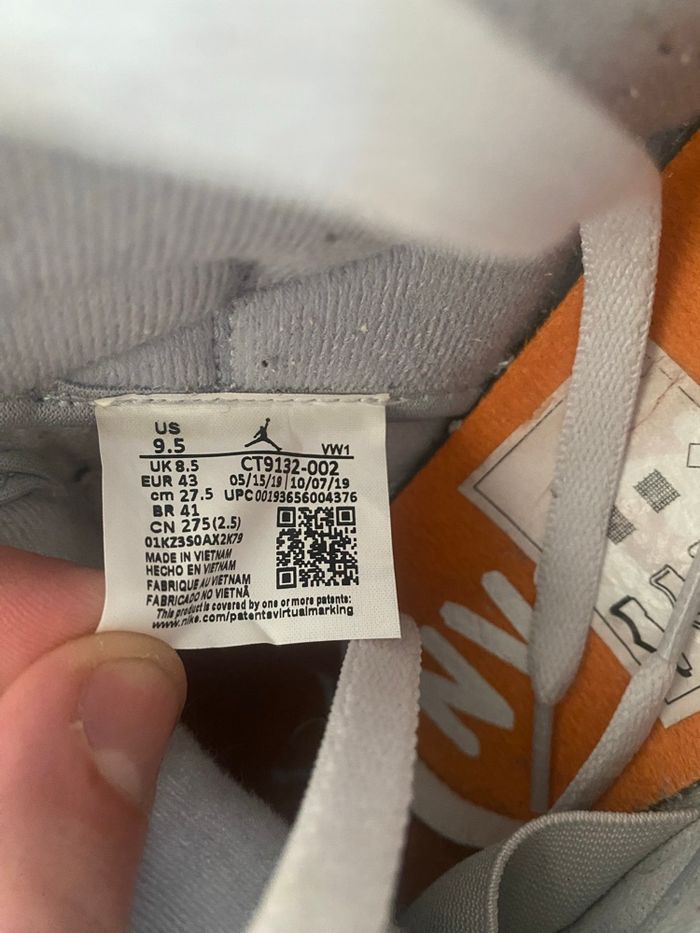 US
9.5
VW1
UK 8.5 CT9132-002
EUR 43 05/15/19 | 10/07/19
cm 27.5 UPC 00193656004376
BR 41
CN 275 (2.5)
01KZ3S0AX2K79
MADE IN VIETNAM
HECHO EN VIETNAM
FABRIQUE AU VIETNAM
FABRICADO NO VIETNÃ
This product is covered by one or more patents:
www.nike.com/patentsvirtualmarking